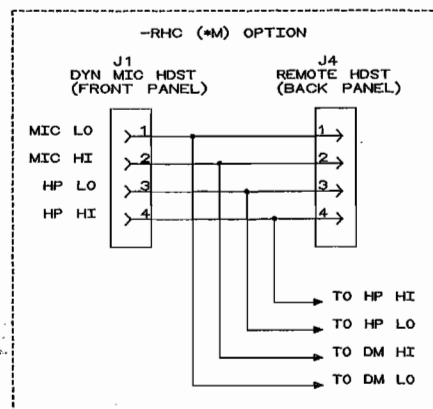 -RHC (*M) OPTION
J1
DYN MIC HDST
(FRONT PANEL)
J4
REMOTE HDST
(BACK PANEL)
MIC LO 1 1
MIC HI 2 2
HP LO 3 3
HP HI 4 4
TO HP HI
TO HP LO
TO DM HI
TO DM LO